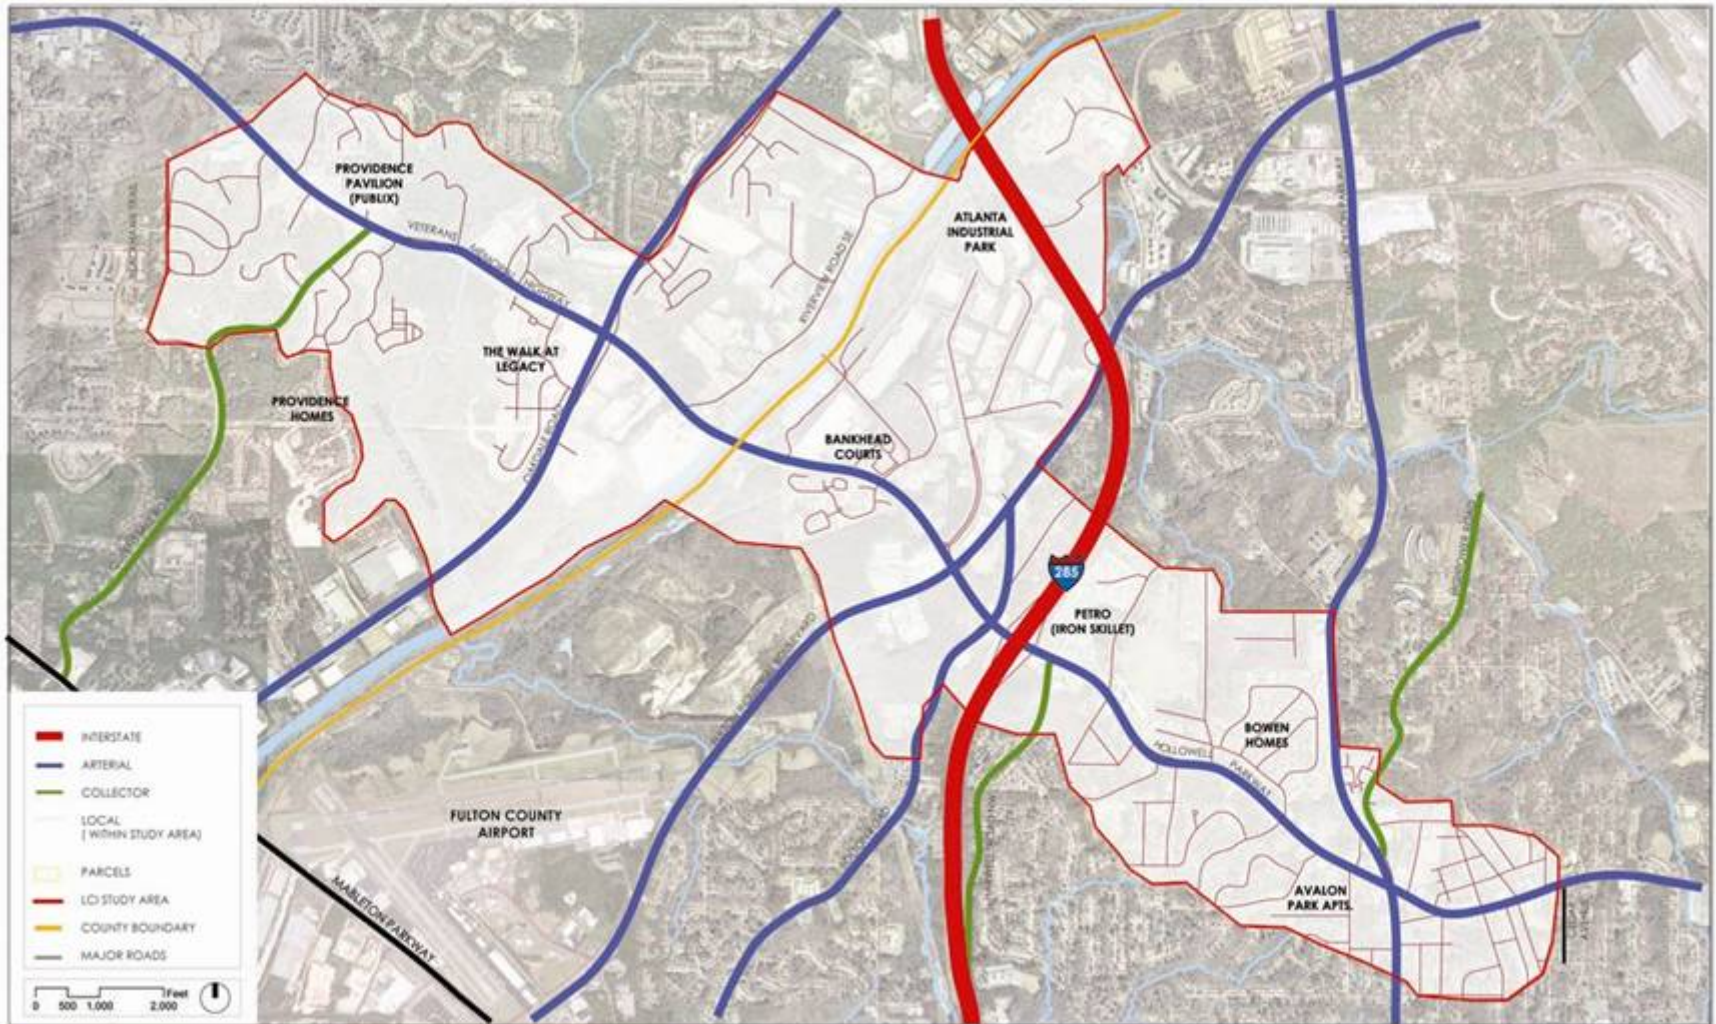 PROVIDENCE
PAVILION
(PUBLIX)
VETERANS MEMORIAL HIGHWAY
ATLANTA
INDUSTRIAL
PARK
RIVERVIEW ROAD SE
THE WALK AT
LEGACY
PROVIDENCE
HOMES
OAKDALE ROAD
BANKHEAD
COURTS
285
PETRO
(IRON SKILLET)
BOWEN
HOMES
HOLLOWELL PARKWAY
AVALON
PARK APTS.
FULTON COUNTY
AIRPORT
MABLETON PARKWAY
INTERSTATE
ARTERIAL
COLLECTOR
LOCAL
( WITHIN STUDY AREA)
PARCELS
LCI STUDY AREA
COUNTY BOUNDARY
MAJOR ROADS
Feet
0 500 1,000 2,000